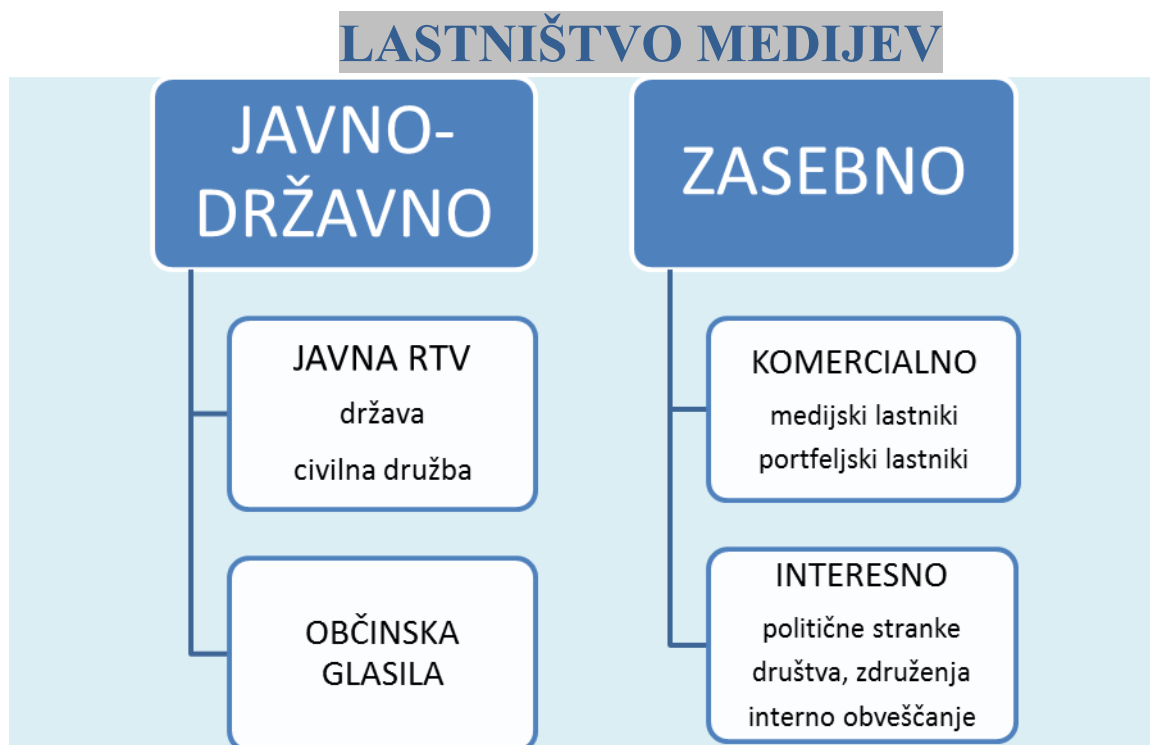 LASTNIŠTVO MEDIJEV
JAVNO-
DRŽAVNO
JAVNA RTV
država
civilna družba
OBČINSKA
GLASILA
ZASEBNO
KOMERCIALNO
medijski lastniki
portfeljski lastniki
INTERESNO
politične stranke
društva, združenja
interno obveščanje